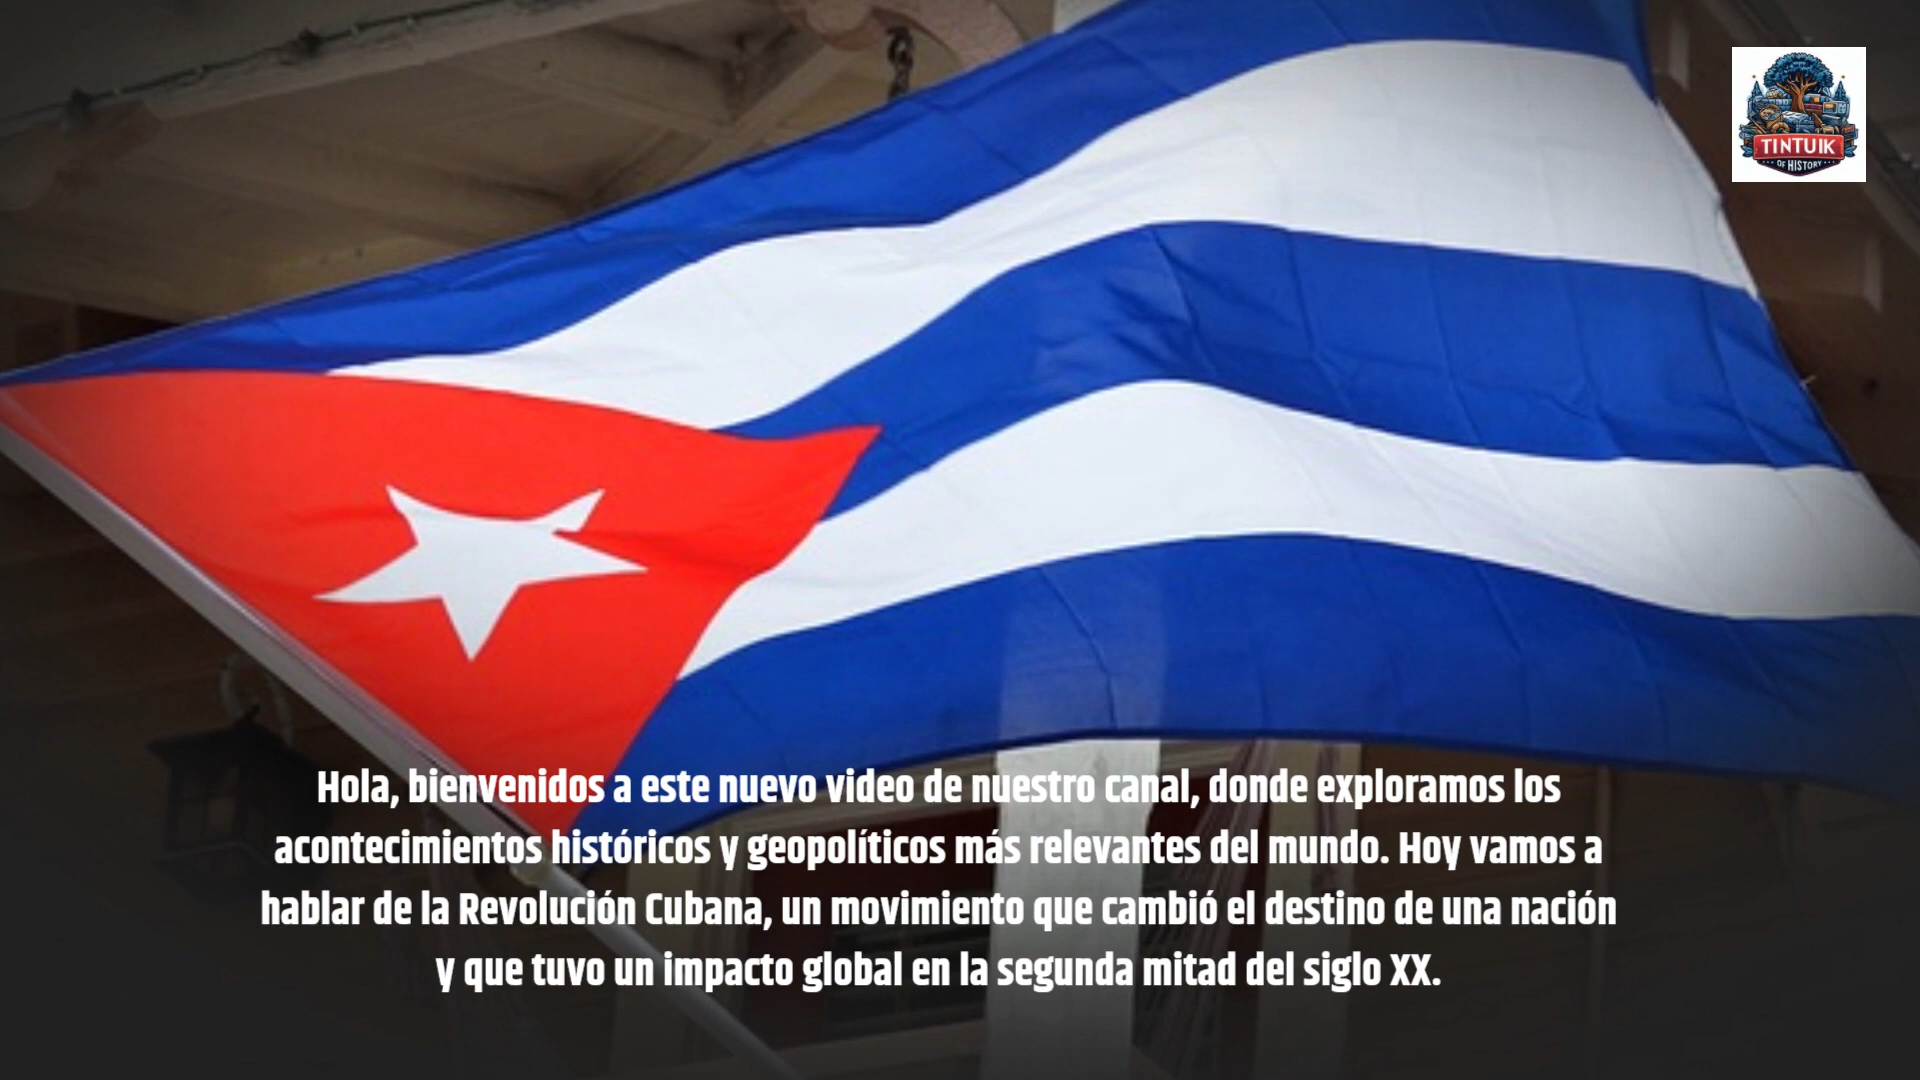 TINTUIK
OF HISTORY
Hola, bienvenidos a este nuevo video de nuestro canal, donde exploramos los
acontecimientos históricos y geopolíticos más relevantes del mundo. Hoy vamos a
hablar de la Revolución Cubana, un movimiento que cambió el destino de una nación
y que tuvo un impacto global en la segunda mitad del siglo XX.